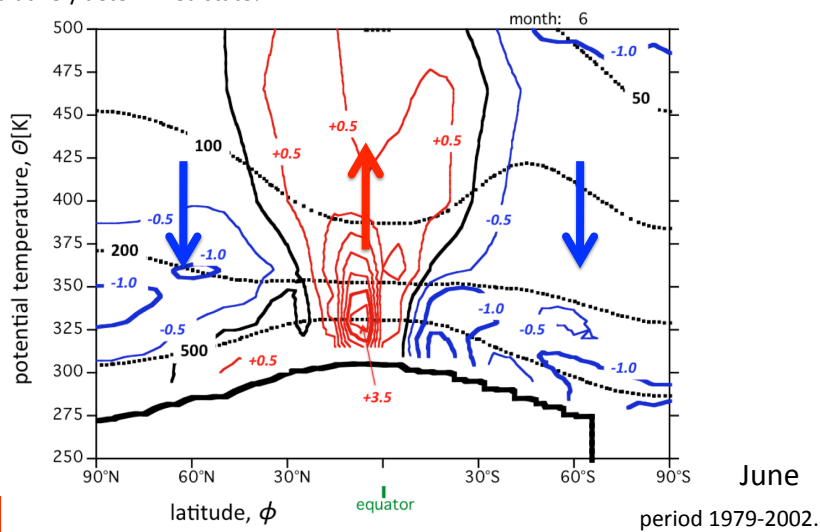 month: 6
500
475
450
425
400
375
350
325
300
275
250
potential temperature, Θ[K]
-1.0
50
100
+0.5
+0.5
+0.5
-0.5
-0.5
200
-1.0
-1.0
-1.0
-0.5
-0.5
500
+0.5
-1.0
+3.5
90°N
60°N
30°N
30°S
60°S
90°S
equator
latitude, ϕ
June
period 1979-2002.